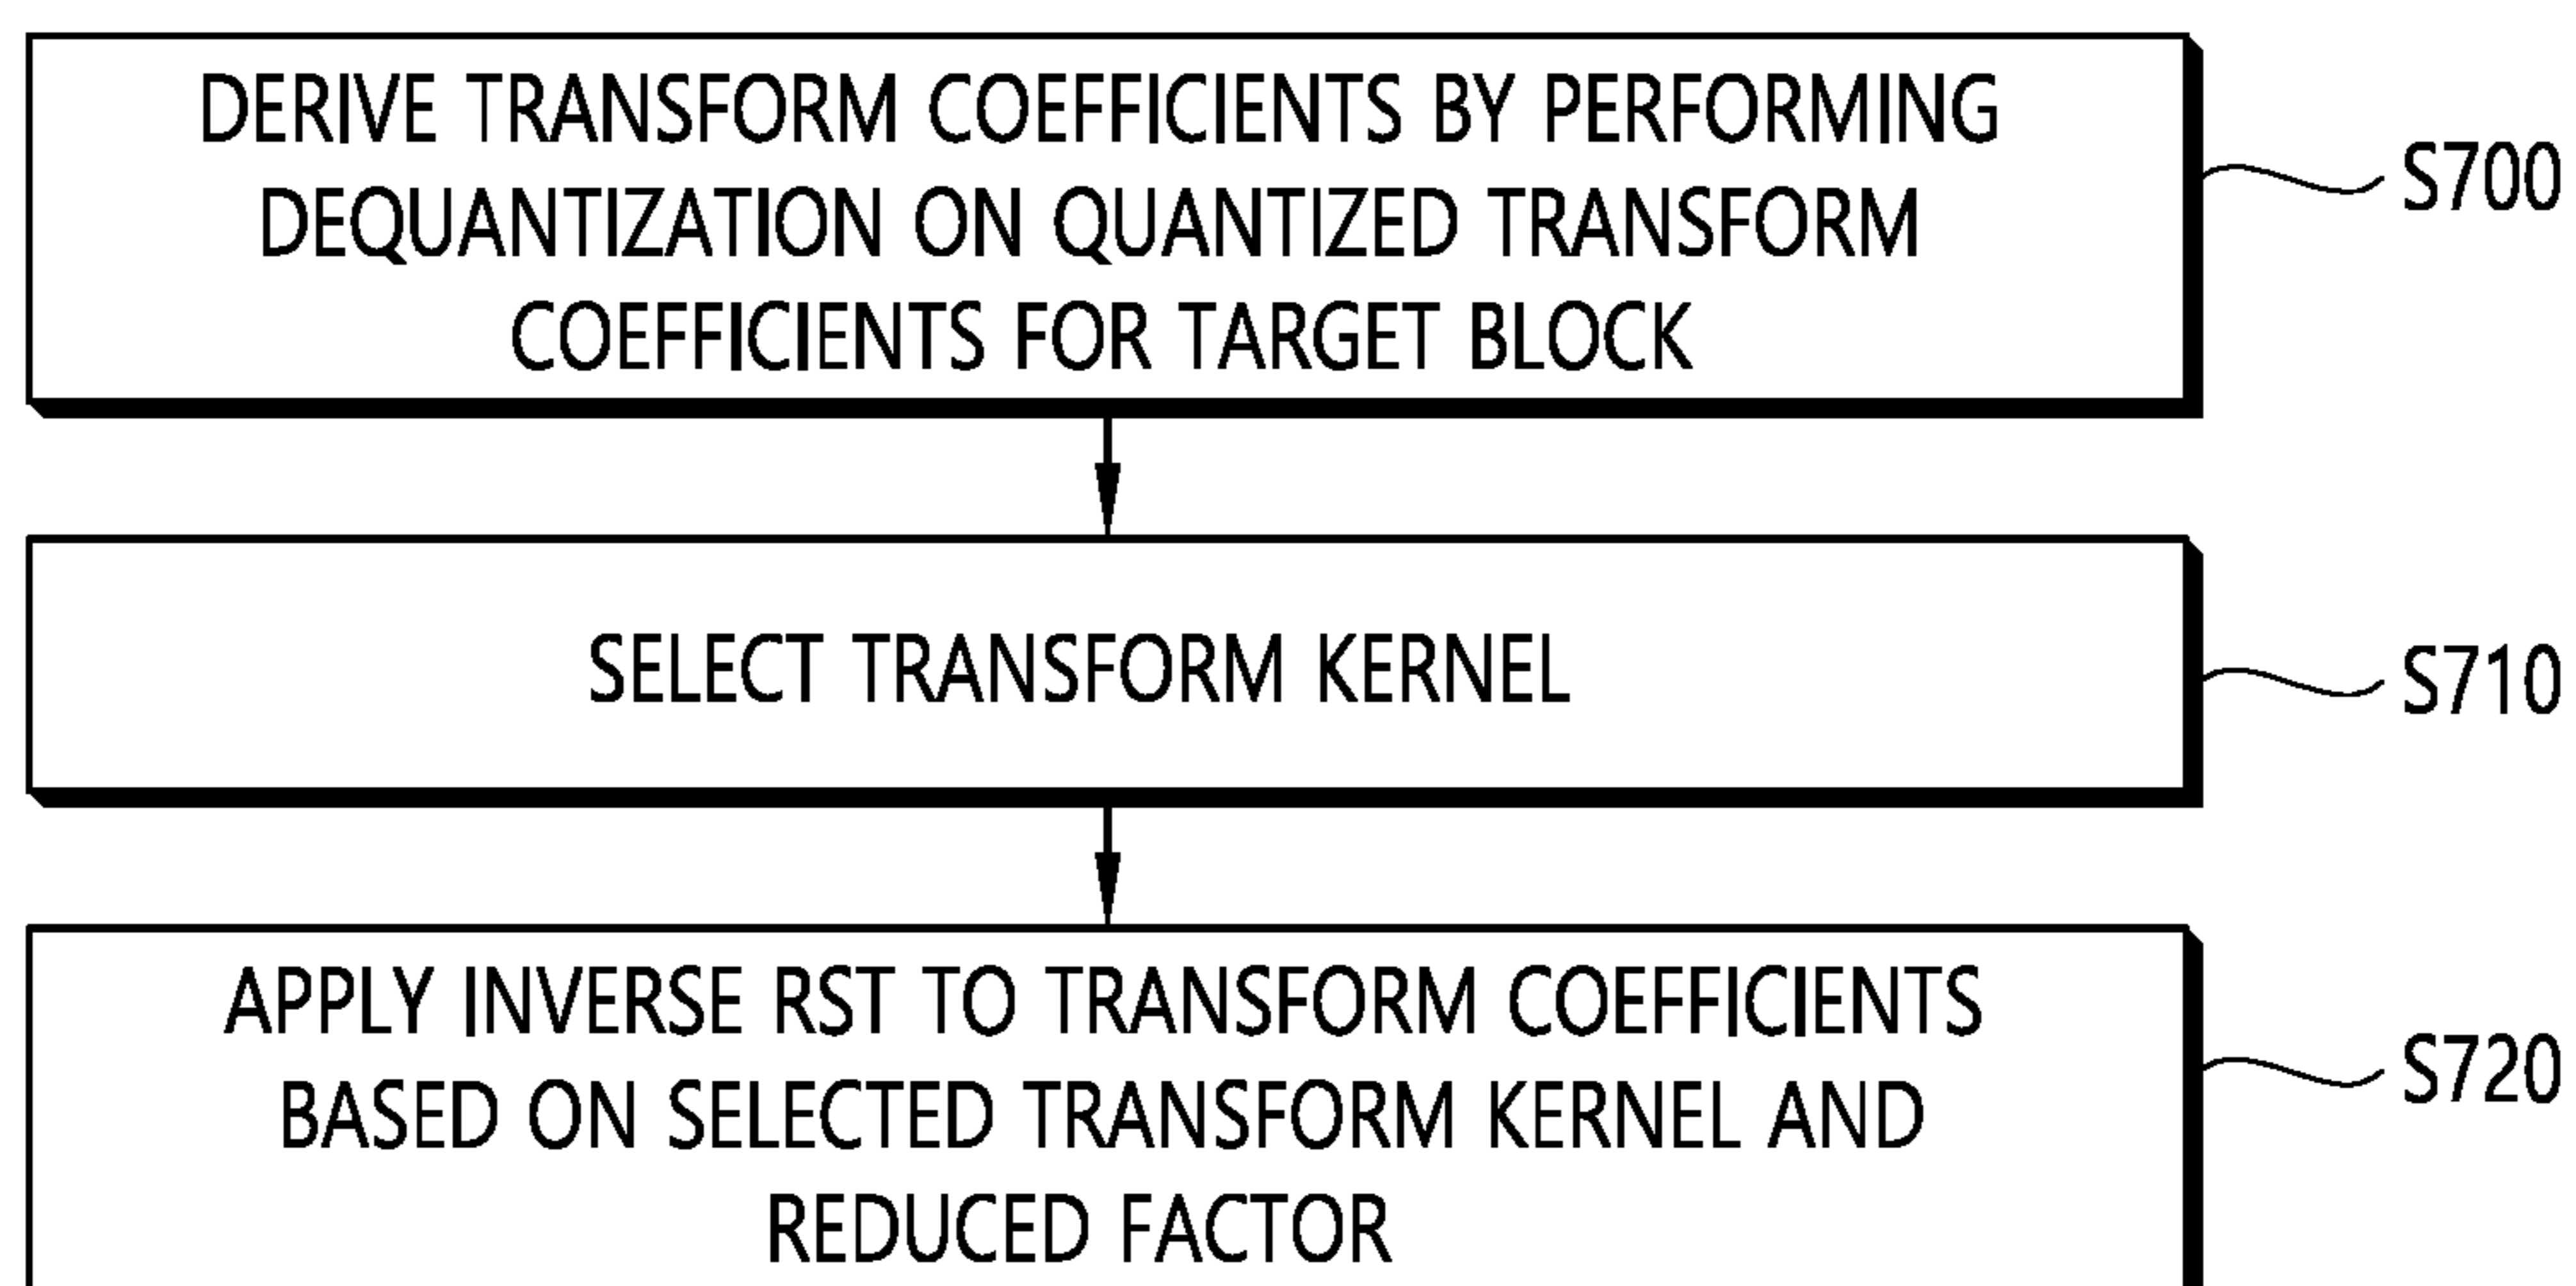 DERIVE TRANSFORM COEFFICIENTS BY PERFORMING
DEQUANTIZATION ON QUANTIZED TRANSFORM
COEFFICIENTS FOR TARGET BLOCK
S700
SELECT TRANSFORM KERNEL
S710
APPLY INVERSE RST TO TRANSFORM COEFFICIENTS
BASED ON SELECTED TRANSFORM KERNEL AND
REDUCED FACTOR
S720